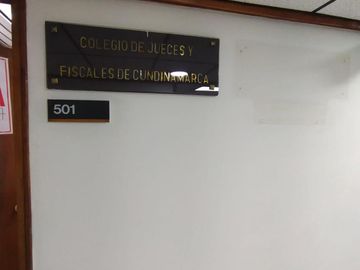 COLEGIO DE JUECES Y
FISCALES DE CUNDINAMARCA
501